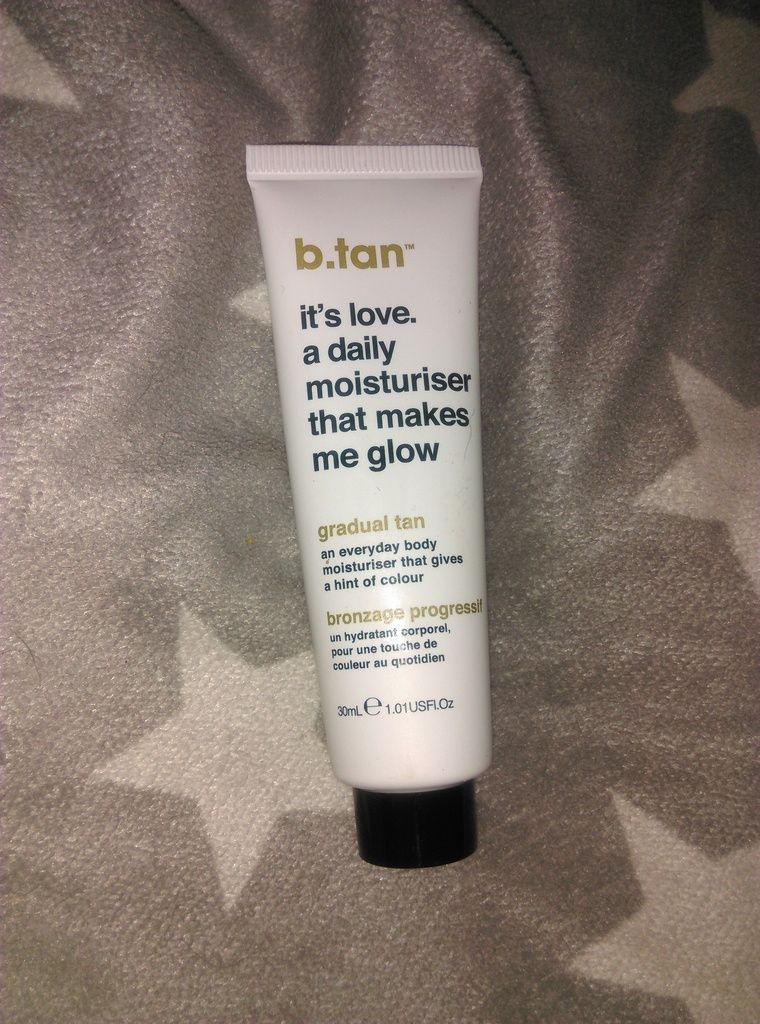 b.tan™
it's love.
a daily
moisturiser
that makes
me glow
gradual tan
an everyday body
moisturiser that gives
a hint of colour
bronzage progressif
un hydratant corporel,
pour une touche de
couleur au quotidien
30mL℮1.01USFl.Oz